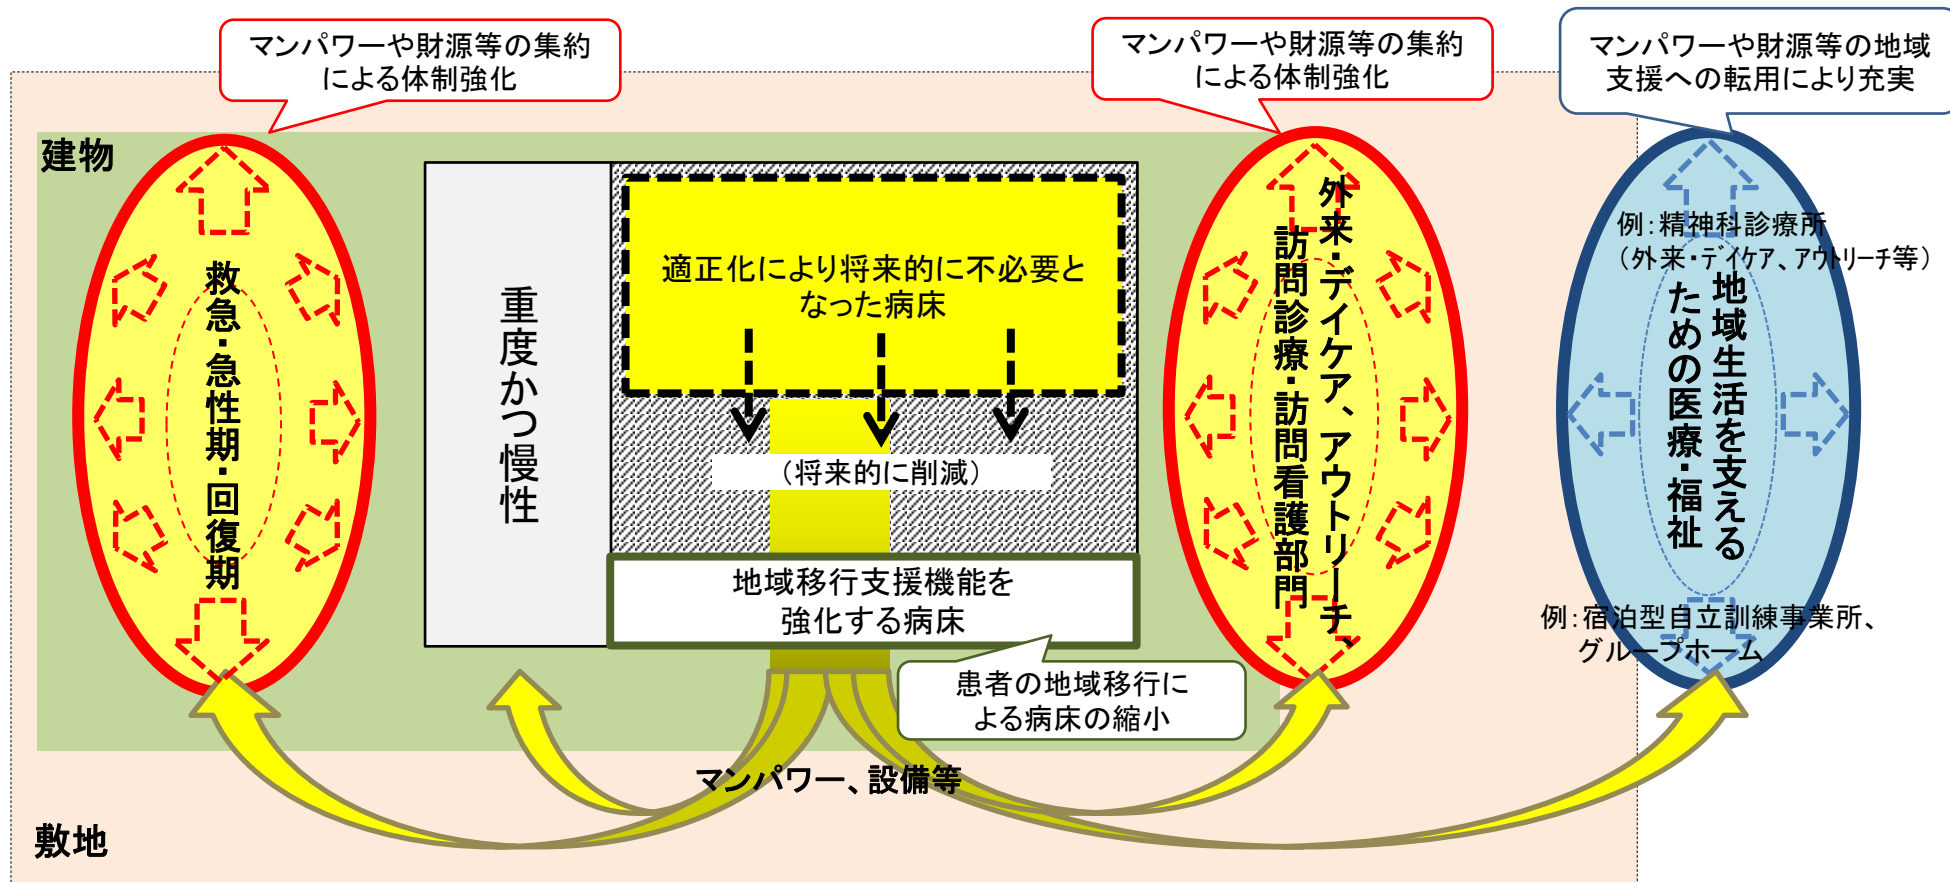 マンパワーや財源等の集約
による体制強化
マンパワーや財源等の集約
による体制強化
マンパワーや財源等の地域
支援への転用により充実
建物
救急・急性期・回復期
重度かつ慢性
適正化により将来的に不必要と
なった病床
（将来的に削減）
地域移行支援機能を
強化する病床
患者の地域移行に
よる病床の縮小
外来・デイケア、アウトリーチ、
訪問診療・訪問看護部門
例：精神科診療所
（外来・デイケア、アウトリーチ等）
地域生活を支える
ための医療・福祉
例：宿泊型自立訓練事業所、
グループホーム
マンパワー、設備等
敷地